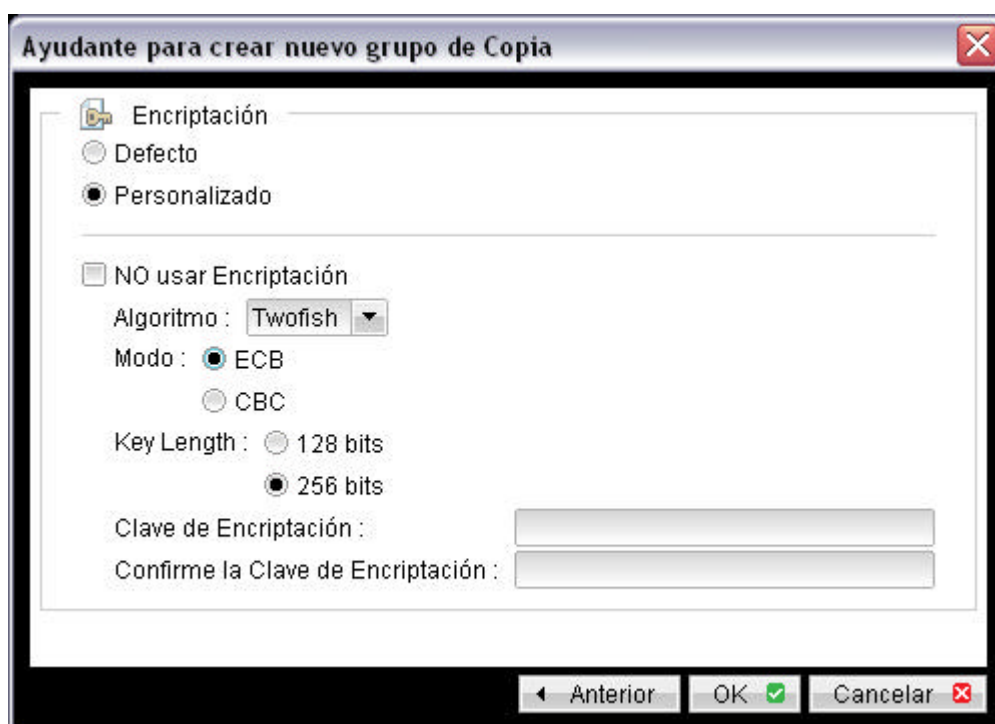 Ayudante para crear nuevo grupo de Copia
Encriptación
Defecto
Personalizado
NO usar Encriptación
Algoritmo : Twofish
Modo : ECB
CBC
Key Length : 128 bits
256 bits
Clave de Encriptación :
Confirme la Clave de Encriptación :
Anterior OK Cancelar